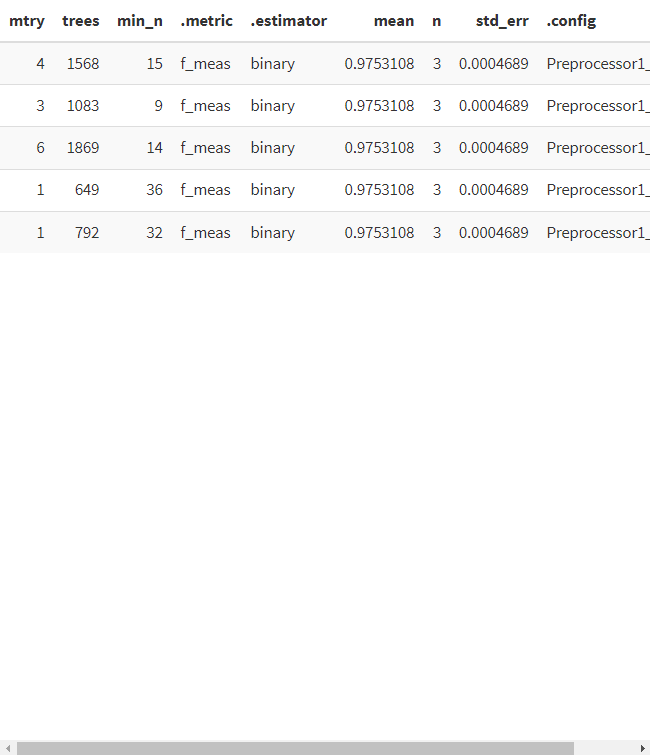 mtry trees min_n .metric .estimator mean n std_err .config
4 1568 15 f_meas binary 0.9753108 3 0.0004689 Preprocessor1_
3 1083 9 f_meas binary 0.9753108 3 0.0004689 Preprocessor1_
6 1869 14 f_meas binary 0.9753108 3 0.0004689 Preprocessor1_
1 649 36 f_meas binary 0.9753108 3 0.0004689 Preprocessor1_
1 792 32 f_meas binary 0.9753108 3 0.0004689 Preprocessor1_